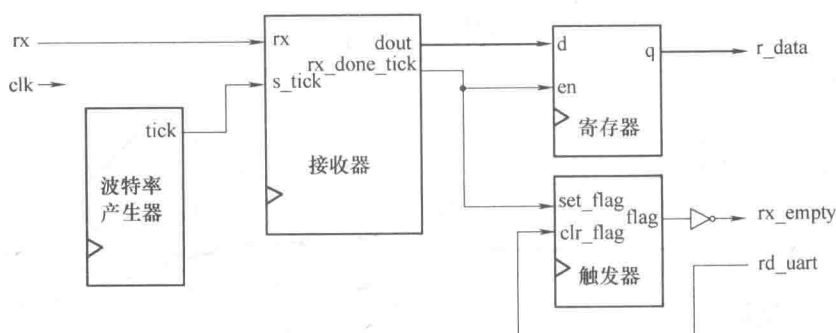 rx
clk
tick
波特率
产生器
rx
dout
rx_done_tick
s_tick
接收器
d
q
en
寄存器
r_data
set_flag
flag
clr_flag
触发器
rx_empty
rd_uart